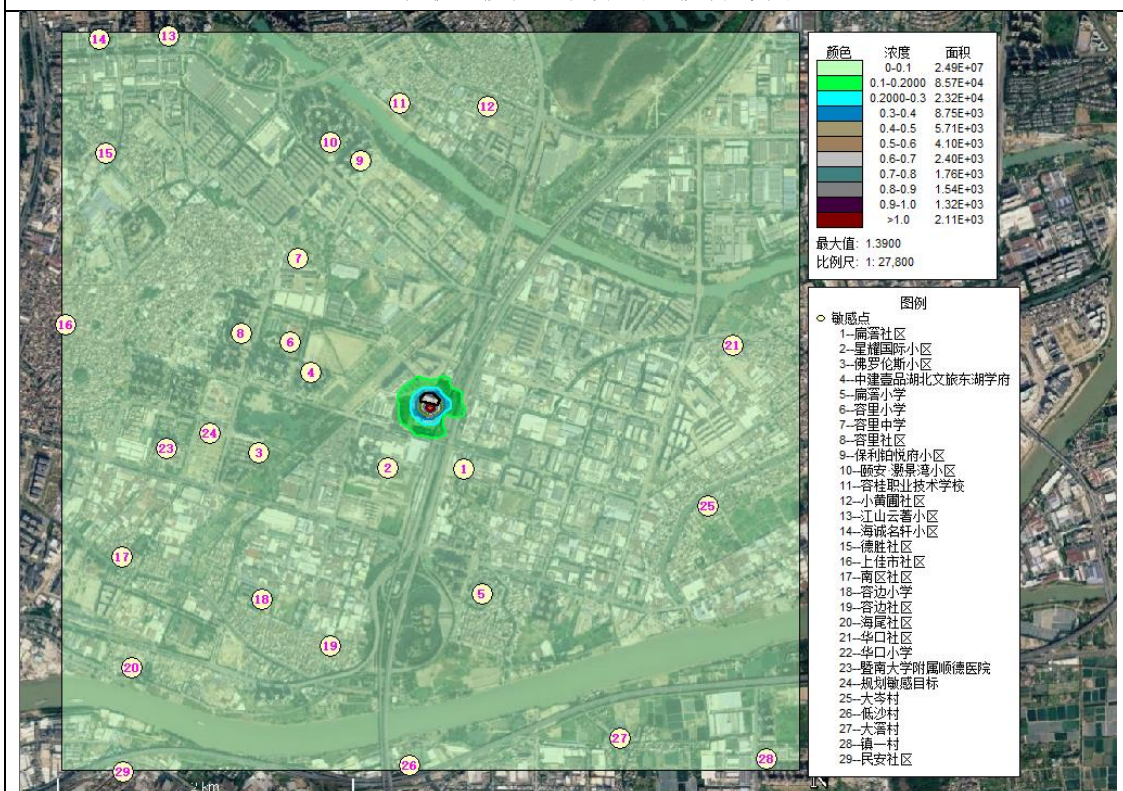 颜色 浓度 面积
0-0.1 2.49E+07
0.1-0.2000 8.57E+04
0.2000-0.3 2.32E+04
0.3-0.4 8.75E+03
0.4-0.5 5.71E+03
0.5-0.6 4.10E+03
0.6-0.7 2.40E+03
0.7-0.8 1.76E+03
0.8-0.9 1.54E+03
0.9-1.0 1.32E+03
>1.0 2.11E+03
最大值: 1.3900
比例尺: 1: 27,800
图例
敏感点
1--扁滘社区
2--星耀国际小区
3--佛罗伦斯小区
4--中建壹品湖北文旅东湖学府
5--扁滘小学
6--容里小学
7--容里中学
8--容里社区
9--保利铂悦府小区
10--颐安·灏景湾小区
11--容桂职业技术学校
12--小黄圃社区
13--江山云著小区
14--海诚名轩小区
15--德胜社区
16--上佳市社区
17--南区社区
18--容边小学
19--容边社区
20--海尾社区
21--华口社区
22--华口小学
23--暨南大学附属顺德医院
24--规划敏感目标
25--大岑村
26--低沙村
27--大滘村
28--镇一村
29--民安社区
14
13
11
12
10
9
15
7
16
8
6
21
4
24
23
3
2
1
25
17
18
5
19
20
27
26
28
29
2 km